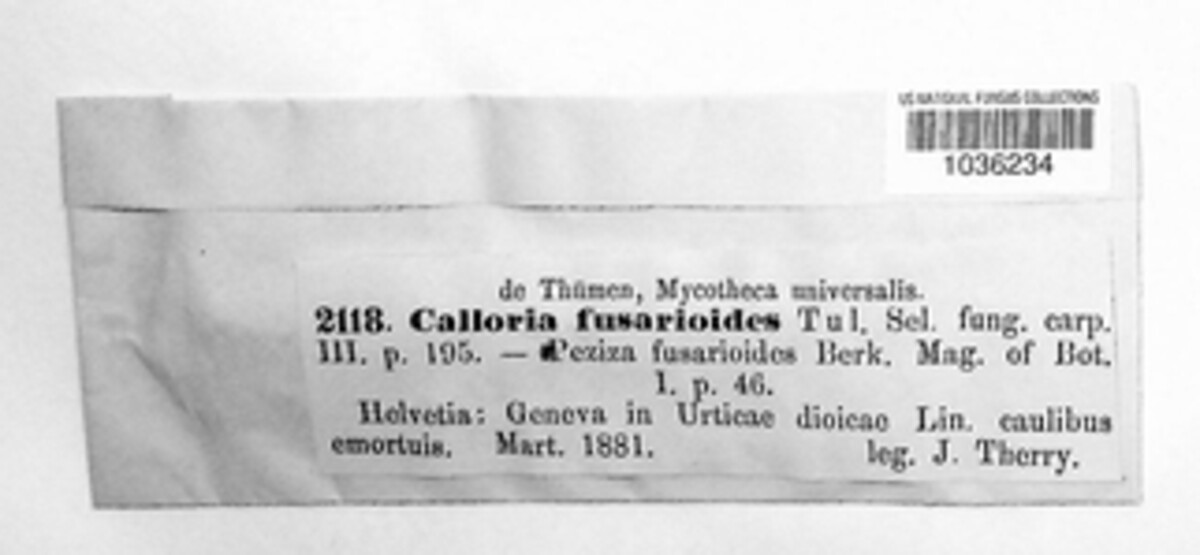 US NATIONAL FUNGUS COLLECTIONS
1036234
de Thümen, Mycotheca universalis.
2118. Calloria fusarioides Tul. Sel. fung. carp.
III. p. 195. — Peziza fusarioides Berk. Mag. of Bot.
1. p. 46.
Helvetia: Geneva in Urticae dioicae Lin. caulibus
emortuis. Mart. 1881. leg. J. Therry.